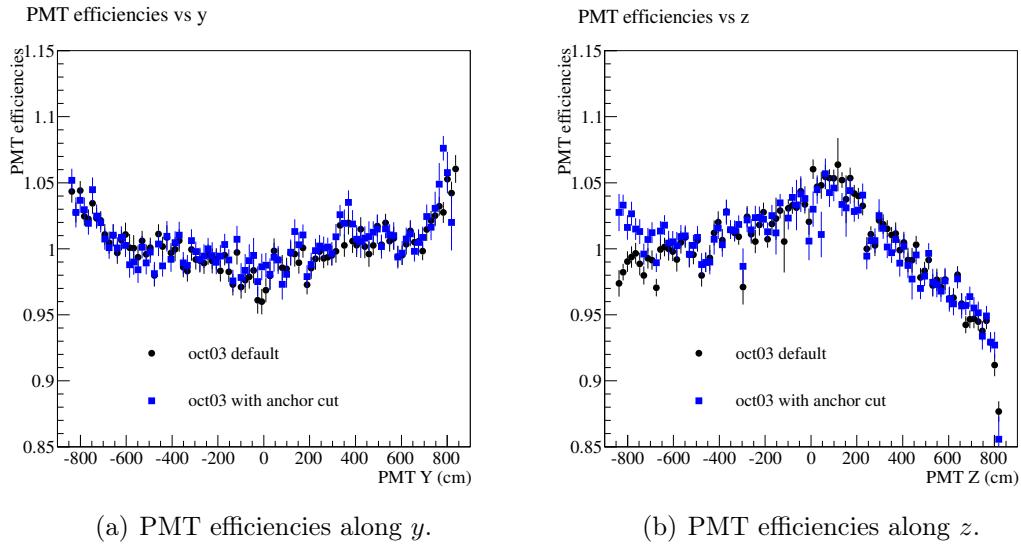 PMT efficiencies vs y
PMT efficiencies
1.15
1.1
1.05
1
0.95
0.9
0.85
oct03 default
oct03 with anchor cut
-800 -600 -400 -200 0 200 400 600 800
PMT Y (cm)
(a) PMT efficiencies along y.
PMT efficiencies vs z
PMT efficiencies
1.15
1.1
1.05
1
0.95
0.9
0.85
oct03 default
oct03 with anchor cut
-800 -600 -400 -200 0 200 400 600 800
PMT Z (cm)
(b) PMT efficiencies along z.